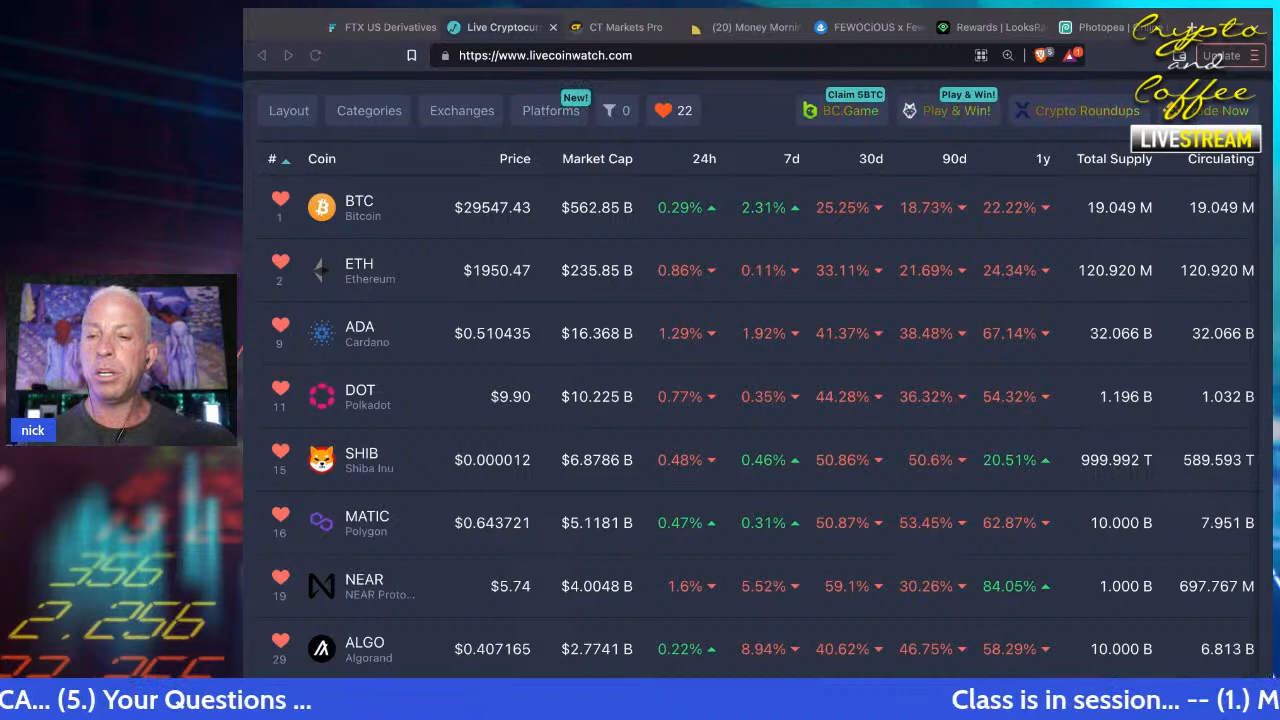 FTX US Derivatives
Live Cryptocurr
CT Markets Pro
(20) Money Mornin
FEWOCiOUS x Few
Rewards | LooksRa
Photopea |
https://www.livecoinwatch.com
5
1
Update
Crypto
and
Coffee
LIVESTREAM
Layout
Categories
Exchanges
Platforms
New!
0
22
Claim 5BTC
BC.Game
Play & Win!
Play & Win!
Crypto Roundups
de Now
# Coin Price Market Cap 24h 7d 30d 90d 1y Total Supply Circulating
1 BTC Bitcoin $29547.43 $562.85 B 0.29% 2.31% 25.25% 18.73% 22.22% 19.049 M 19.049 M
2 ETH Ethereum $1950.47 $235.85 B 0.86% 0.11% 33.11% 21.69% 24.34% 120.920 M 120.920 M
9 ADA Cardano $0.510435 $16.368 B 1.29% 1.92% 41.37% 38.48% 67.14% 32.066 B 32.066 B
11 DOT Polkadot $9.90 $10.225 B 0.77% 0.35% 44.28% 36.32% 54.32% 1.196 B 1.032 B
15 SHIB Shiba Inu $0.000012 $6.8786 B 0.48% 0.46% 50.86% 50.6% 20.51% 999.992 T 589.593 T
16 MATIC Polygon $0.643721 $5.1181 B 0.47% 0.31% 50.87% 53.45% 62.87% 10.000 B 7.951 B
19 NEAR NEAR Proto... $5.74 $4.0048 B 1.6% 5.52% 59.1% 30.26% 84.05% 1.000 B 697.767 M
29 ALGO Algorand $0.407165 $2.7741 B 0.22% 8.94% 40.62% 46.75% 58.29% 10.000 B 6.813 B
nick
356
2.256
CA... (5.) Your Questions ...
Class is in session... -- (1.) M